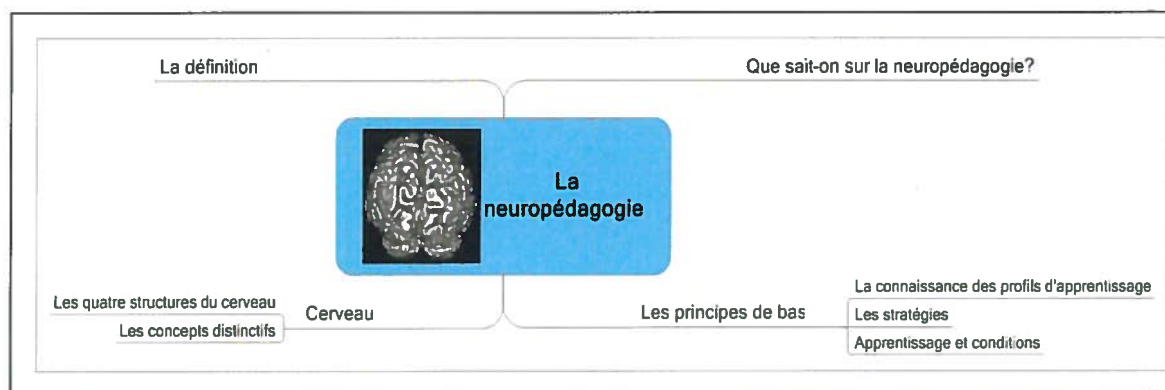 La définition
Que sait-on sur la neuropédagogie?
La
neuropédagogie
Les quatre structures du cerveau
Les concepts distinctifs
Cerveau
Les principes de bas
La connaissance des profils d'apprentissage
Les stratégies
Apprentissage et conditions